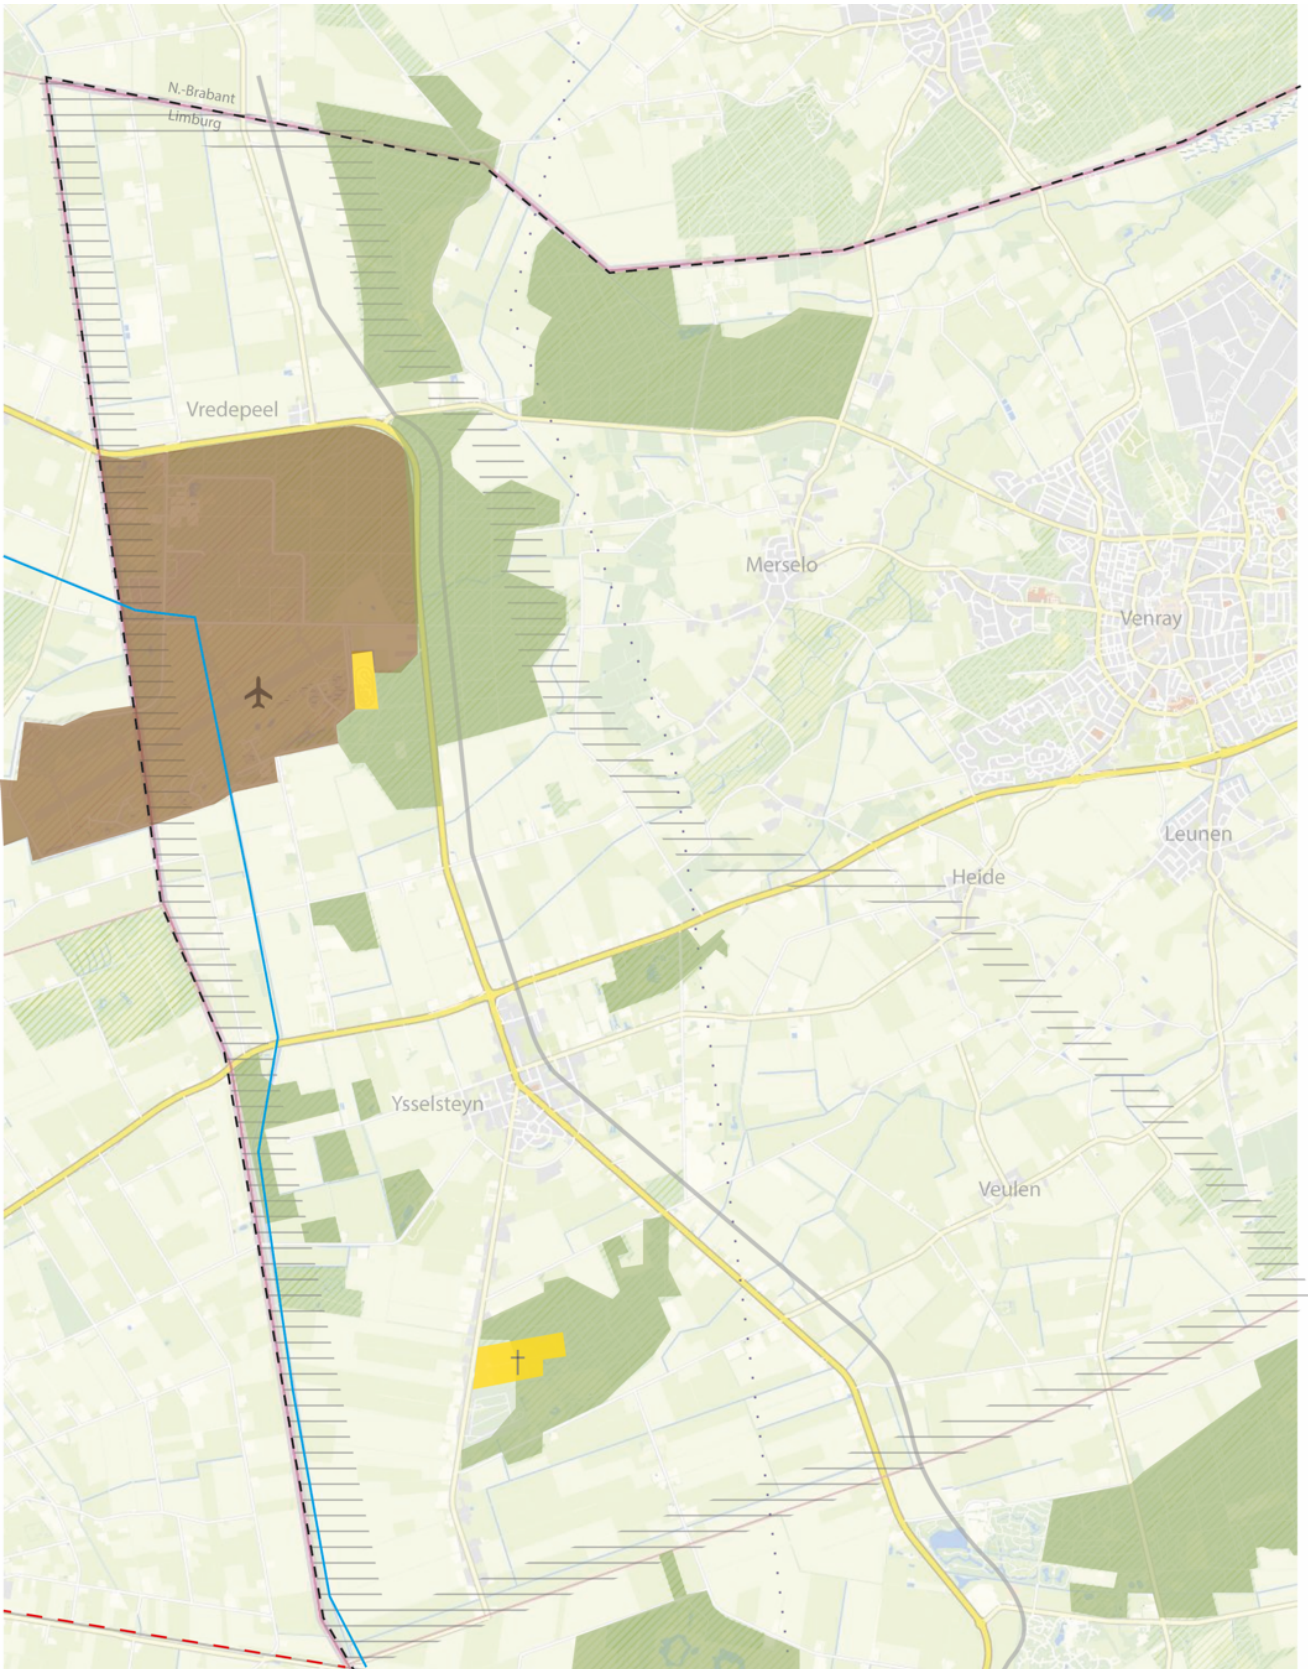 N.-Brabant
Limburg
Vredepeel
Merselo
Venray
Leunen
Heide
Ysselsteyn
Veulen